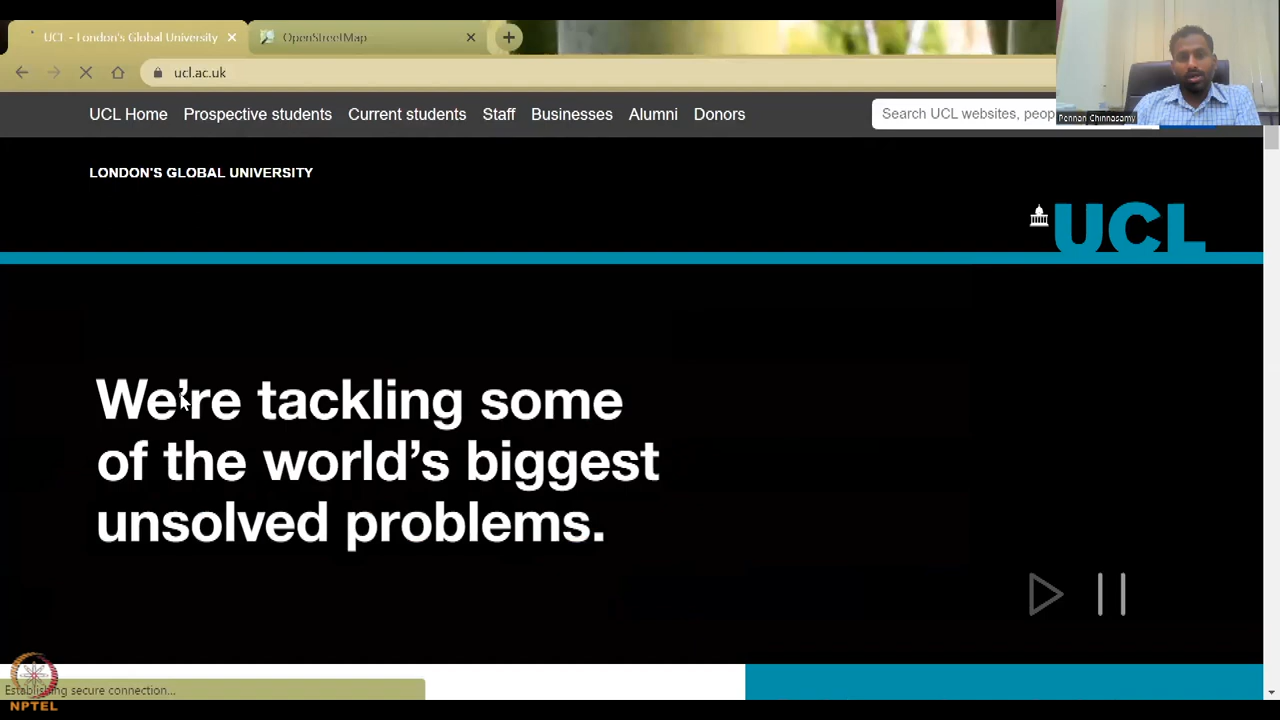 UCL - London's Global University
OpenStreetMap
ucl.ac.uk
UCL Home Prospective students Current students Staff Businesses Alumni Donors
Search UCL websites, peop
Pennan Chinnasamy
LONDON'S GLOBAL UNIVERSITY
UCL
We're tackling some
of the world's biggest
unsolved problems.
Establishing secure connection...
NPTEL